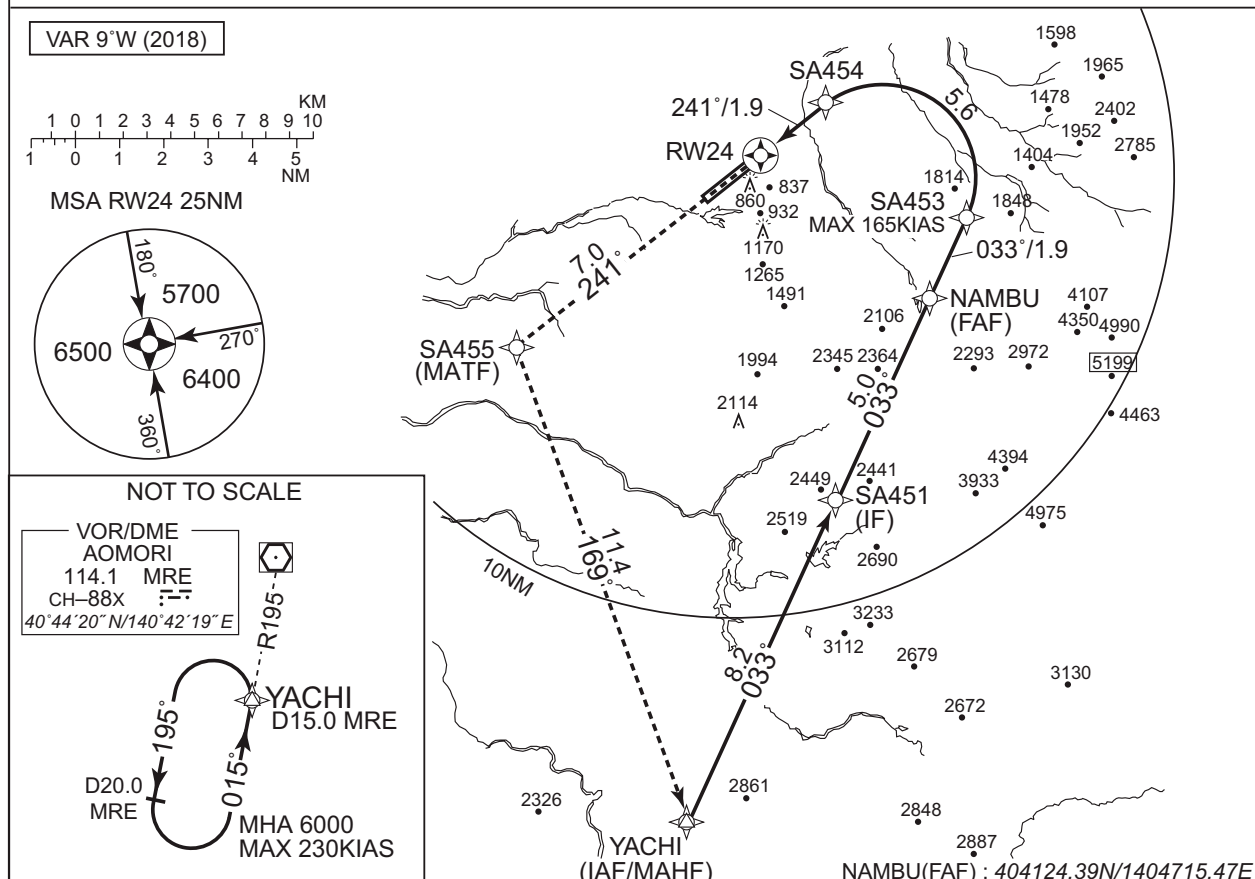 VAR 9°W (2018)
KM
1 0 1 2 3 4 5 6 7 8 9 10
1 0 1 2 3 4 5
NM
MSA RW24 25NM
180°
5700
270°
6500
6400
360°
NOT TO SCALE
VOR/DME
AOMORI
114.1 MRE
CH–88X
40°44´20˝N/140°42´19˝E
R195
YACHI
D15.0 MRE
195°
015°
D20.0
MRE
MHA 6000
MAX 230KIAS
1598
SA454
1965
5.6
1478
2402
241°/1.9
1952
2785
RW24
1404
837
1814
860
932
SA453
1848
MAX 165KIAS
1170
033°/1.9
1265
7.0
241°
1491
NAMBU
(FAF)
4107
2106
4350
4990
SA455
(MATF)
1994
2345
2364
2293
2972
5199
5.0
033°
2114
4463
4394
2449
2441
3933
SA451
(IF)
2519
4975
2690
11.4
169°
10NM
3233
3112
8.2
033°
2679
3130
2672
2861
2326
2848
YACHI
(IAF/MAHF)
2887
NAMBU(FAF) : 404124.39N/1404715.47E